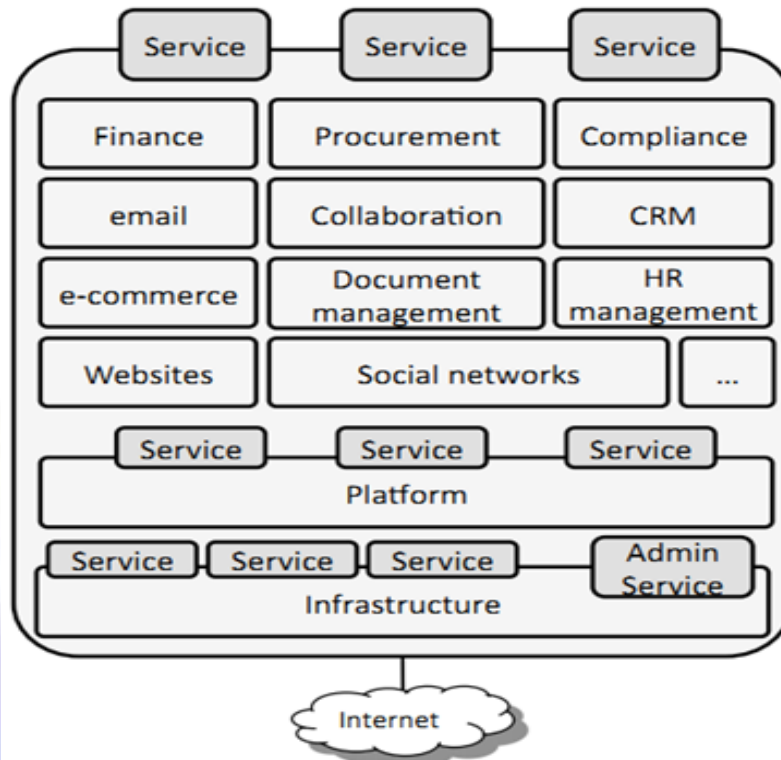 Service
Service
Service
Finance
Procurement
Compliance
email
Collaboration
CRM
e-commerce
Document
management
HR
management
Websites
Social networks
...
Service
Service
Service
Platform
Service
Service
Service
Admin
Service
Infrastructure
Internet